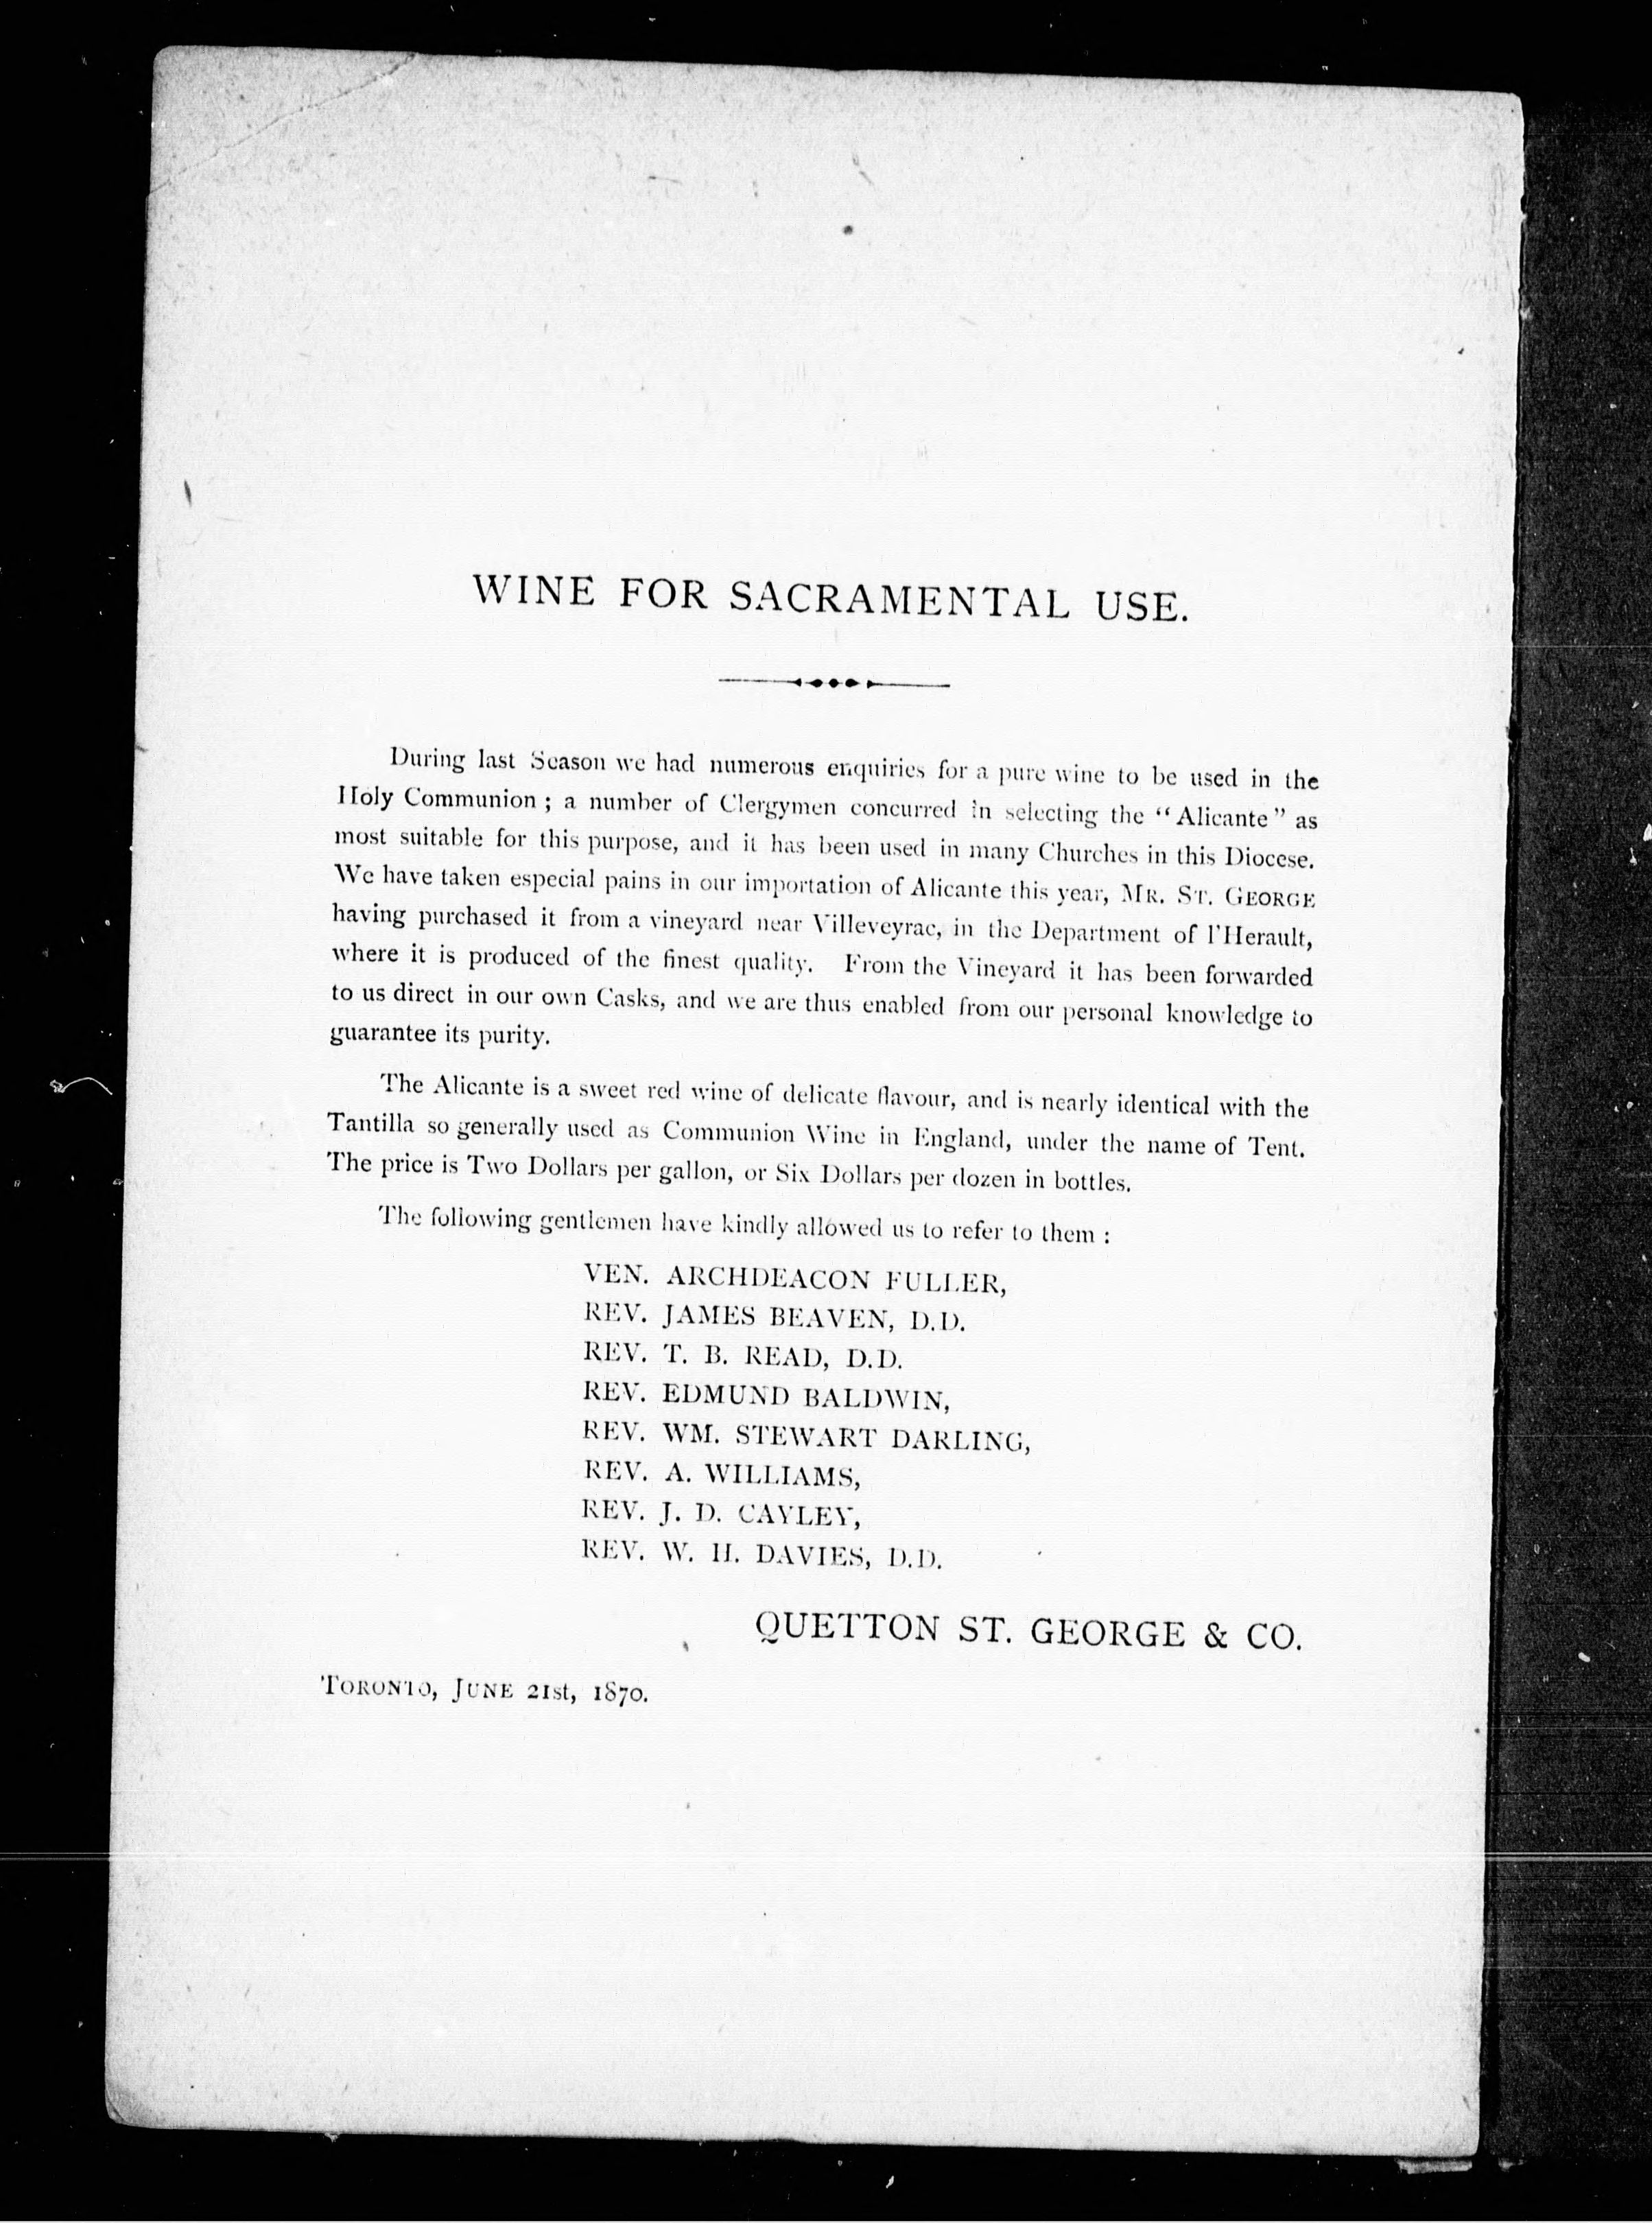 WINE FOR SACRAMENTAL USE.
During last Season we had numerous enquiries for a pure wine to be used in the
Holy Communion ; a number of Clergymen concurred in selecting the “Alicante” as
most suitable for this purpose, and it has been used in many Churches in this Diocese.
We have taken especial pains in our importation of Alicante this year, MR. ST. GEORGE
having purchased it from a vineyard near Villeveyrac, in the Department of l'Herault,
where it is produced of the finest quality. From the Vineyard it has been forwarded
to us direct in our own Casks, and we are thus enabled from our personal knowledge to
guarantee its purity.
The Alicante is a sweet red wine of delicate flavour, and is nearly identical with the
Tantilla so generally used as Communion Wine in England, under the name of Tent.
The price is Two Dollars per gallon, or Six Dollars per dozen in bottles.
The following gentlemen have kindly allowed us to refer to them :
VEN. ARCHDEACON FULLER,
REV. JAMES BEAVEN, D.D.
REV. T. B. READ, D.D.
REV. EDMUND BALDWIN,
REV. WM. STEWART DARLING,
REV. A. WILLIAMS,
REV. J. D. CAYLEY,
REV. W. H. DAVIES, D.D.
QUETTON ST. GEORGE & CO.
TORONTO, JUNE 21st, 1870.